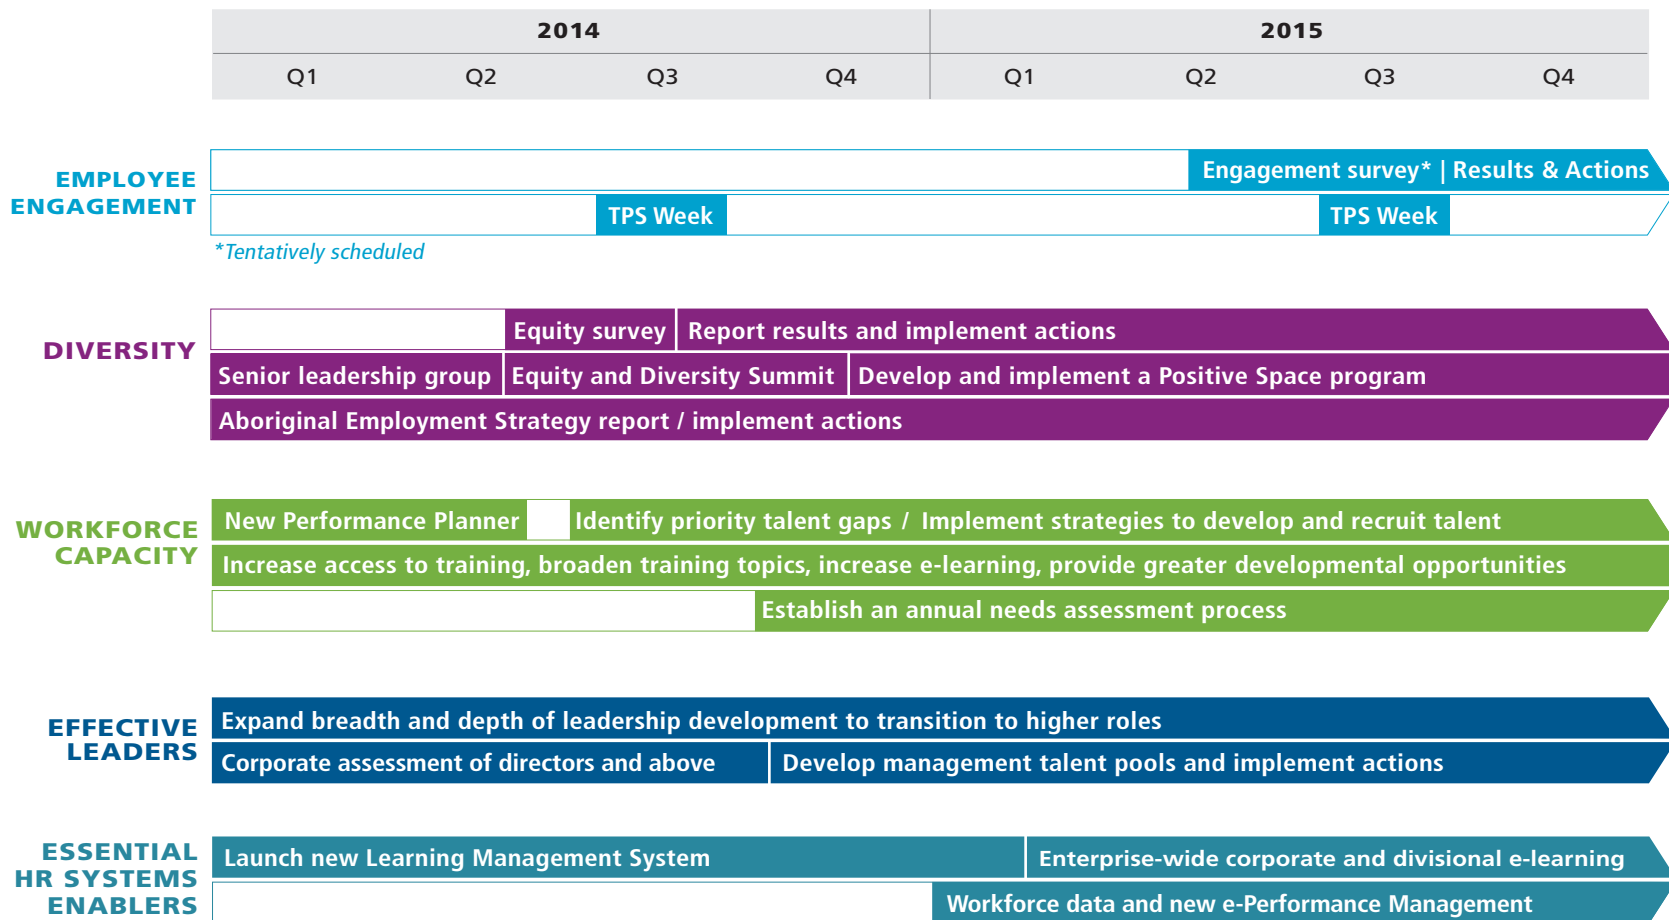 2014
2015
Q1
Q2
Q3
Q4
Q1
Q2
Q3
Q4
EMPLOYEE
ENGAGEMENT
Engagement survey* | Results & Actions
TPS Week
TPS Week
*Tentatively scheduled
DIVERSITY
Equity survey
Report results and implement actions
Senior leadership group
Equity and Diversity Summit
Develop and implement a Positive Space program
Aboriginal Employment Strategy report / implement actions
WORKFORCE
CAPACITY
New Performance Planner
Identify priority talent gaps / Implement strategies to develop and recruit talent
Increase access to training, broaden training topics, increase e-learning, provide greater developmental opportunities
Establish an annual needs assessment process
EFFECTIVE
LEADERS
Expand breadth and depth of leadership development to transition to higher roles
Corporate assessment of directors and above
Develop management talent pools and implement actions
ESSENTIAL
HR SYSTEMS
ENABLERS
Launch new Learning Management System
Enterprise-wide corporate and divisional e-learning
Workforce data and new e-Performance Management